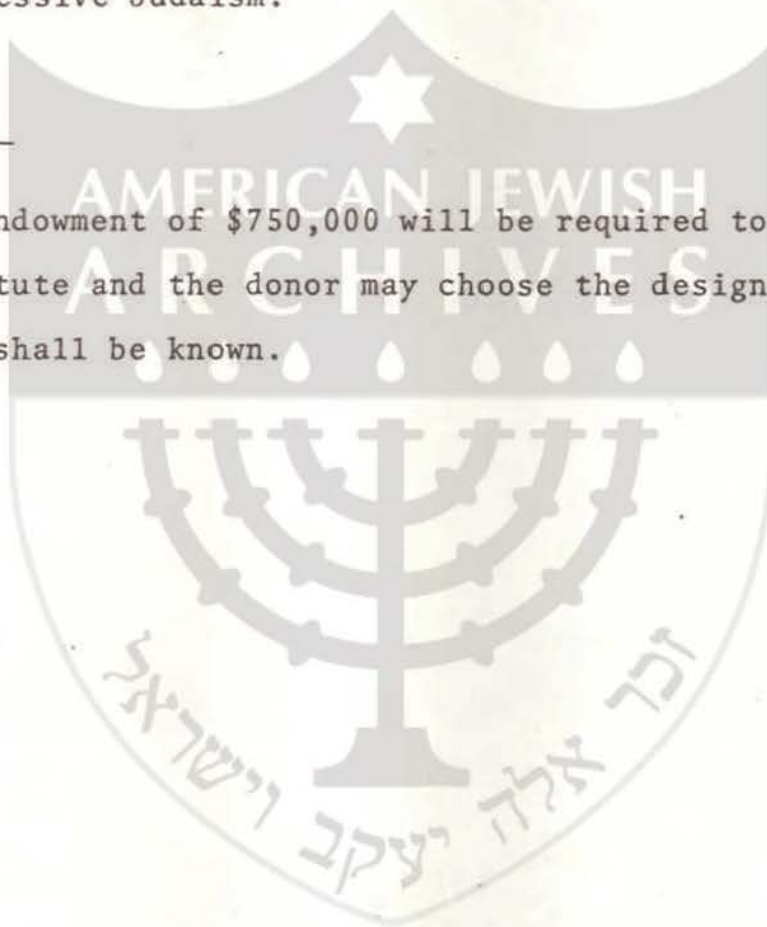 essive Judaism.
AMERICAN JEWISH
ndowment of $750,000 will be required to
ARCHIVES
tute and the donor may choose the design
shall be known.
זכר אלה יעקב וישראל